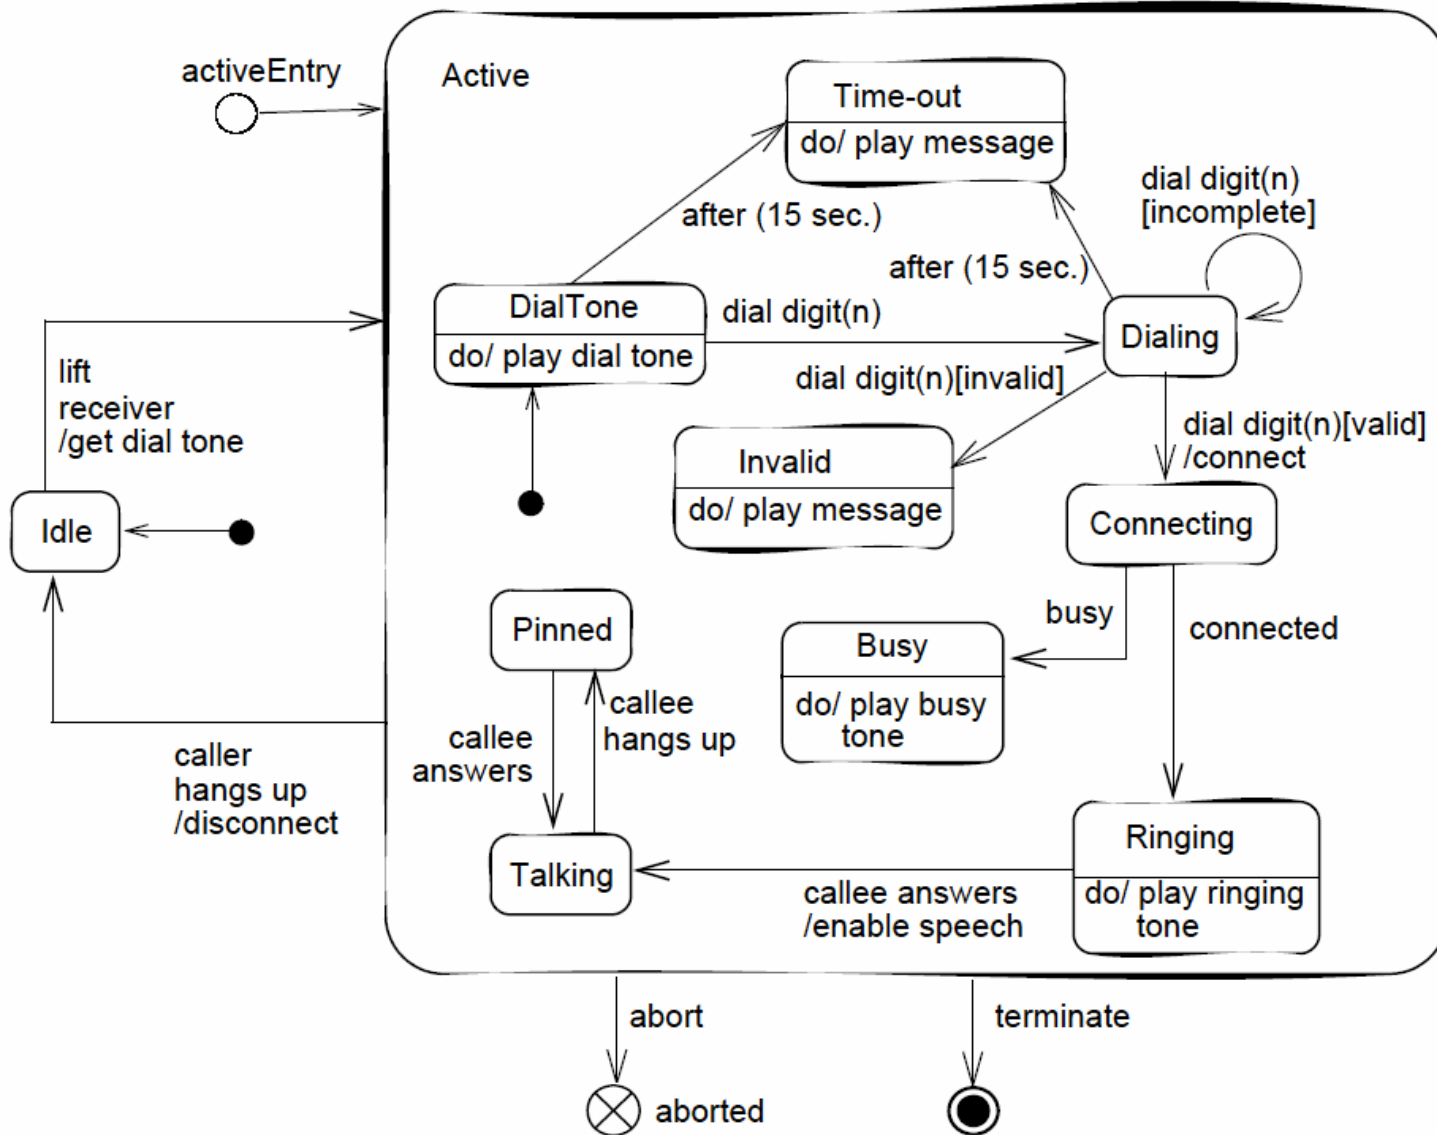 activeEntry
Active
Time-out
do/ play message
dial digit(n)
[incomplete]
after (15 sec.)
after (15 sec.)
DialTone
do/ play dial tone
dial digit(n)
Dialing
lift
receiver
/get dial tone
dial digit(n)[invalid]
dial digit(n)[valid]
/connect
Invalid
do/ play message
Idle
Connecting
Pinned
busy
connected
Busy
do/ play busy
tone
callee
hangs up
callee
answers
caller
hangs up
/disconnect
Ringing
do/ play ringing
tone
Talking
callee answers
/enable speech
abort
terminate
aborted